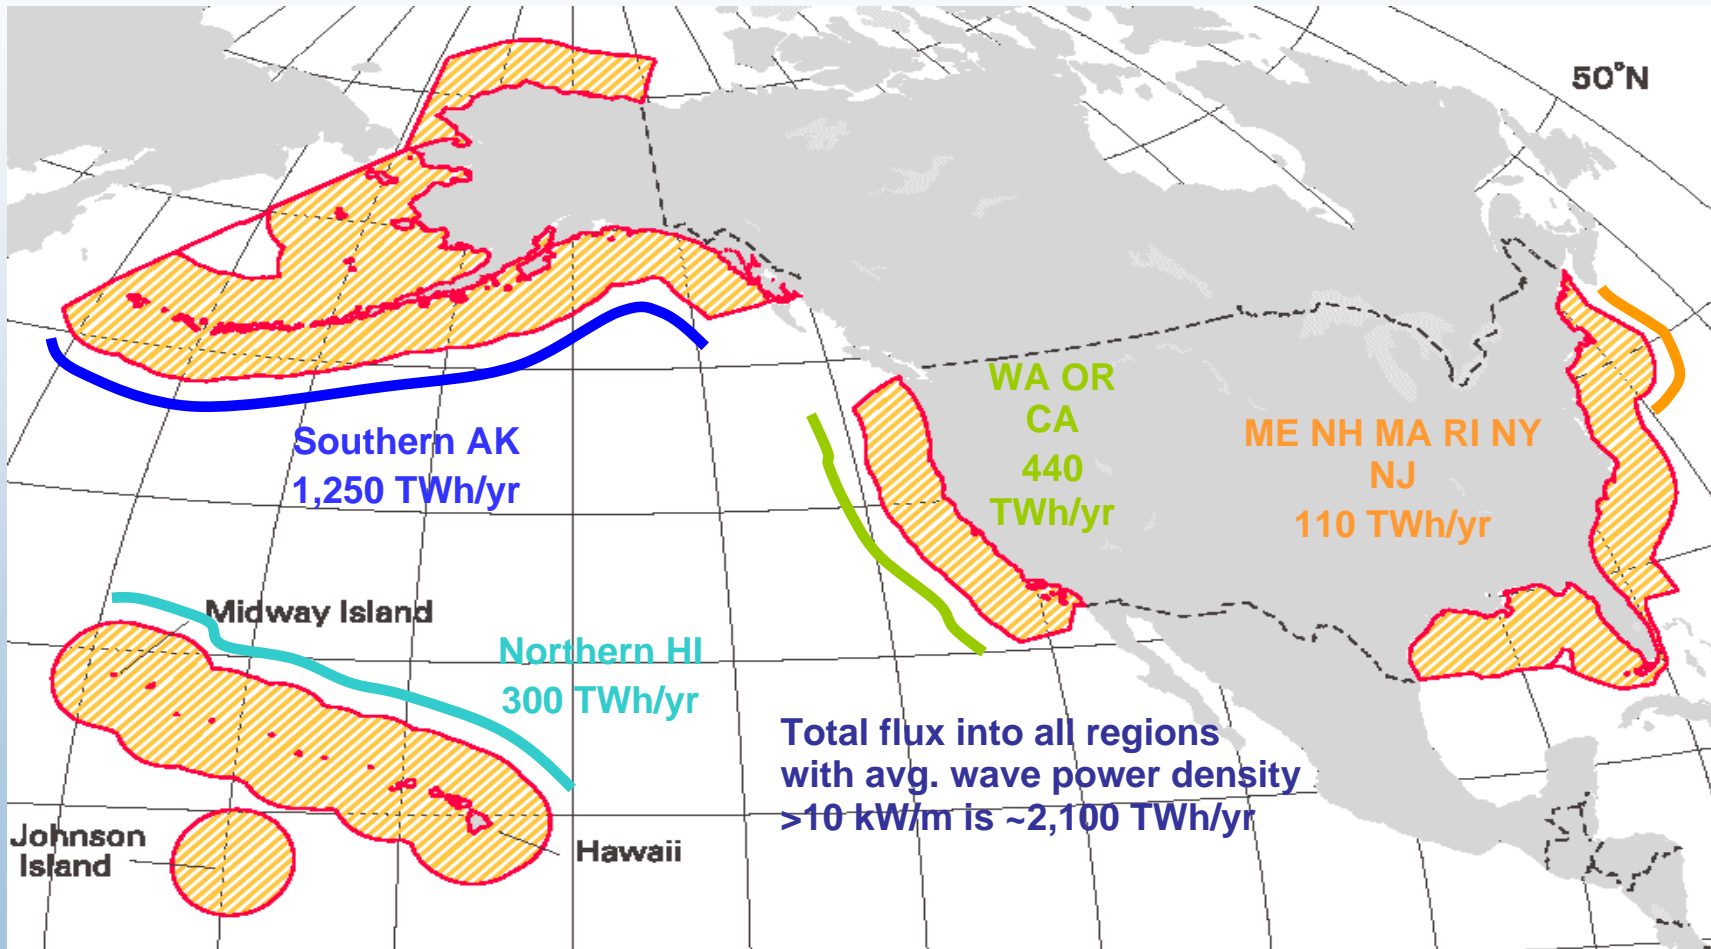 50°N
WA OR
CA
440
TWh/yr
ME NH MA RI NY
NJ
110 TWh/yr
Southern AK
1,250 TWh/yr
Midway Island
Northern HI
300 TWh/yr
Total flux into all regions
with avg. wave power density
>10 kW/m is ~2,100 TWh/yr
Johnson
Island
Hawaii